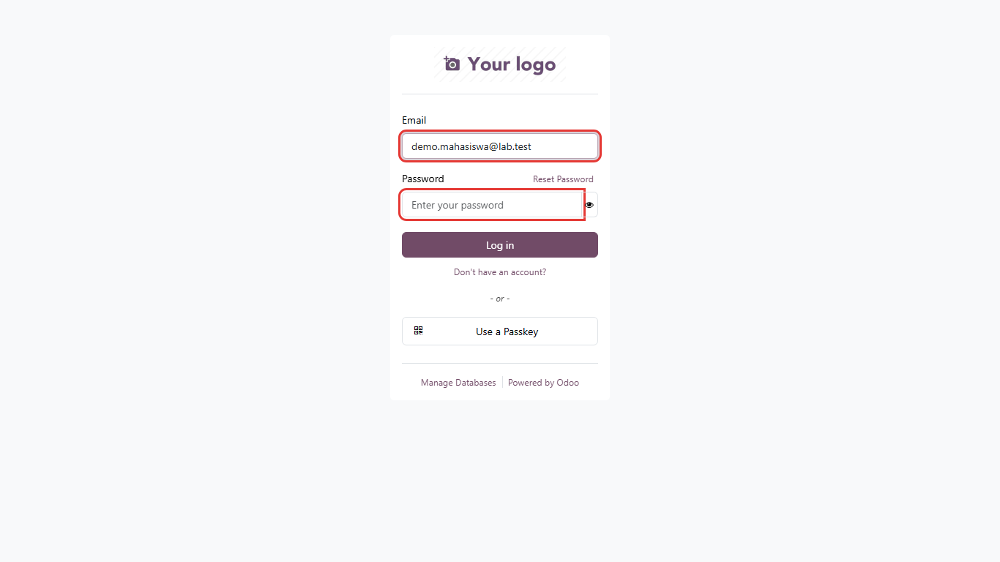 Your logo
Email
demo.mahasiswa@lab.test
Password Reset Password
Enter your password
Log in
Don't have an account?
- or -
Use a Passkey
Manage Databases Powered by Odoo